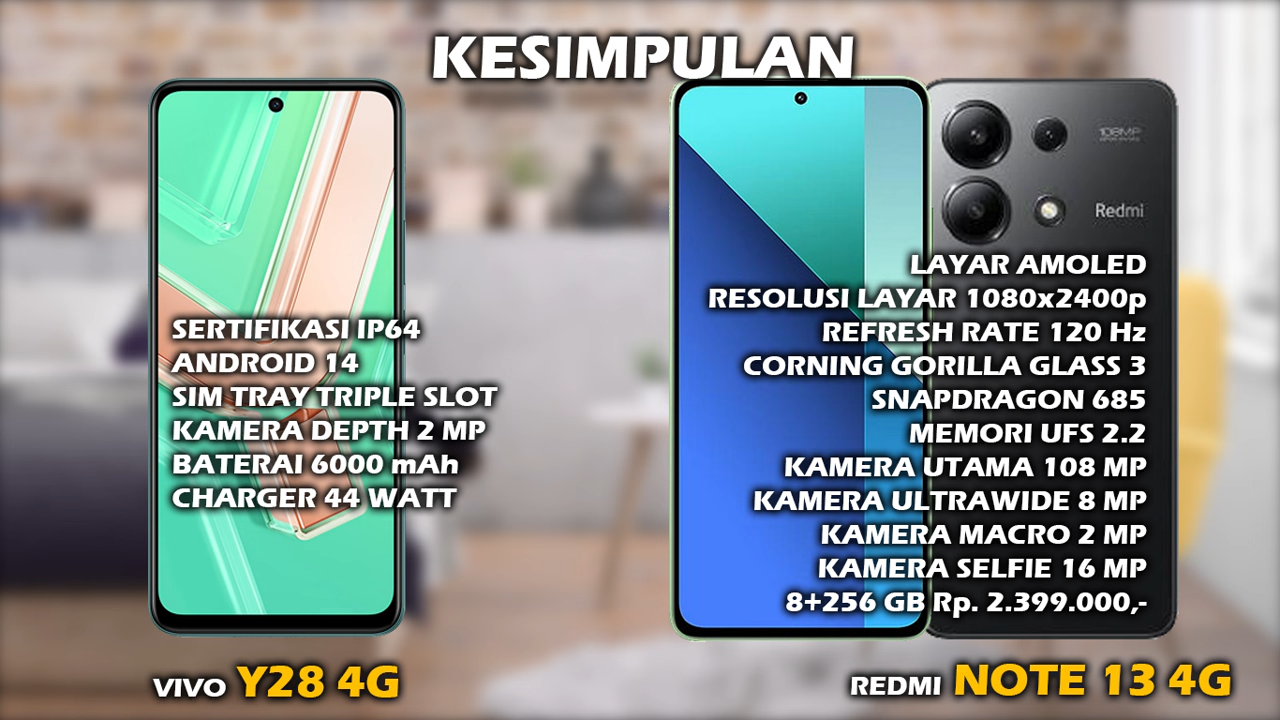 KESIMPULAN
108MP
Redmi
SERTIFIKASI IP64
ANDROID 14
SIM TRAY TRIPLE SLOT
KAMERA DEPTH 2 MP
BATERAI 6000 mAh
CHARGER 44 WATT
LAYAR AMOLED
RESOLUSI LAYAR 1080x2400p
REFRESH RATE 120 Hz
CORNING GORILLA GLASS 3
SNAPDRAGON 685
MEMORI UFS 2.2
KAMERA UTAMA 108 MP
KAMERA ULTRAWIDE 8 MP
KAMERA MACRO 2 MP
KAMERA SELFIE 16 MP
8+256 GB Rp. 2.399.000,-
VIVO Y28 4G
REDMI NOTE 13 4G